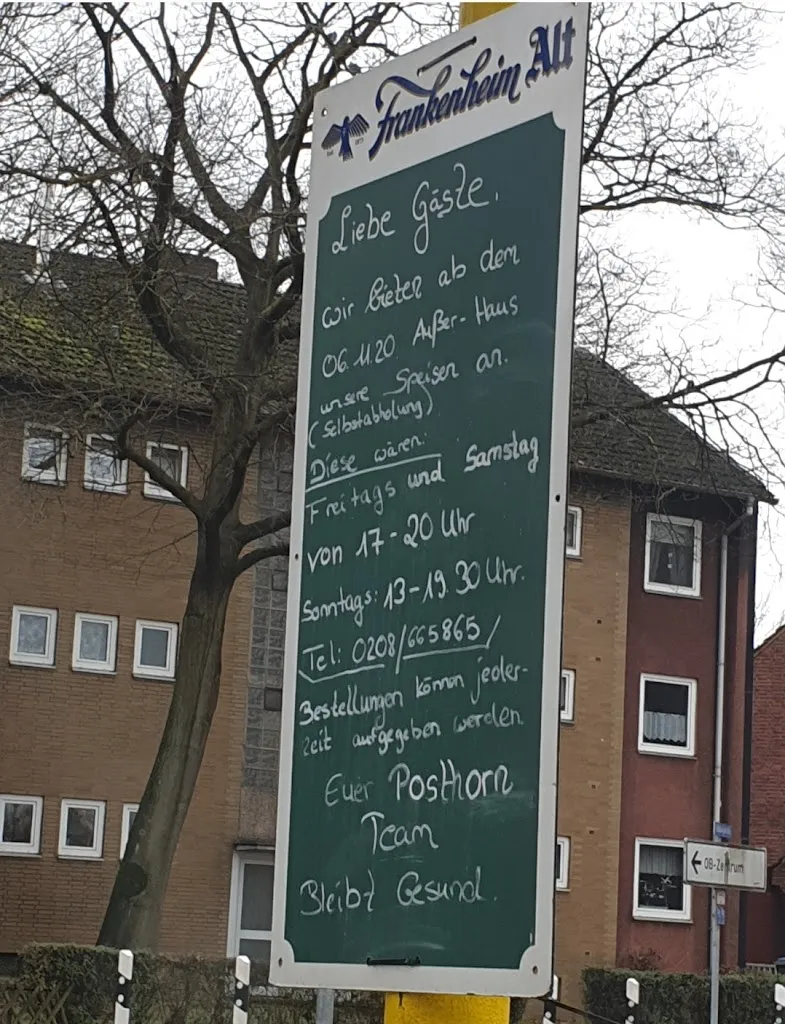 Frankenheim Alt
Liebe Gäste,
wir bieten ab dem
06.11.20 Außer-Haus
unsere Speisen an.
(Selbstabholung)
Diese wären:
Freitags und Samstag
von 17-20 Uhr
Sonntags: 13-19.30 Uhr.
Tel: 0208/665865/
Bestellungen können jeder-
zeit aufgegeben werden.
Euer Posthorn
Team
Bleibt Gesund.
OB-Zentrum